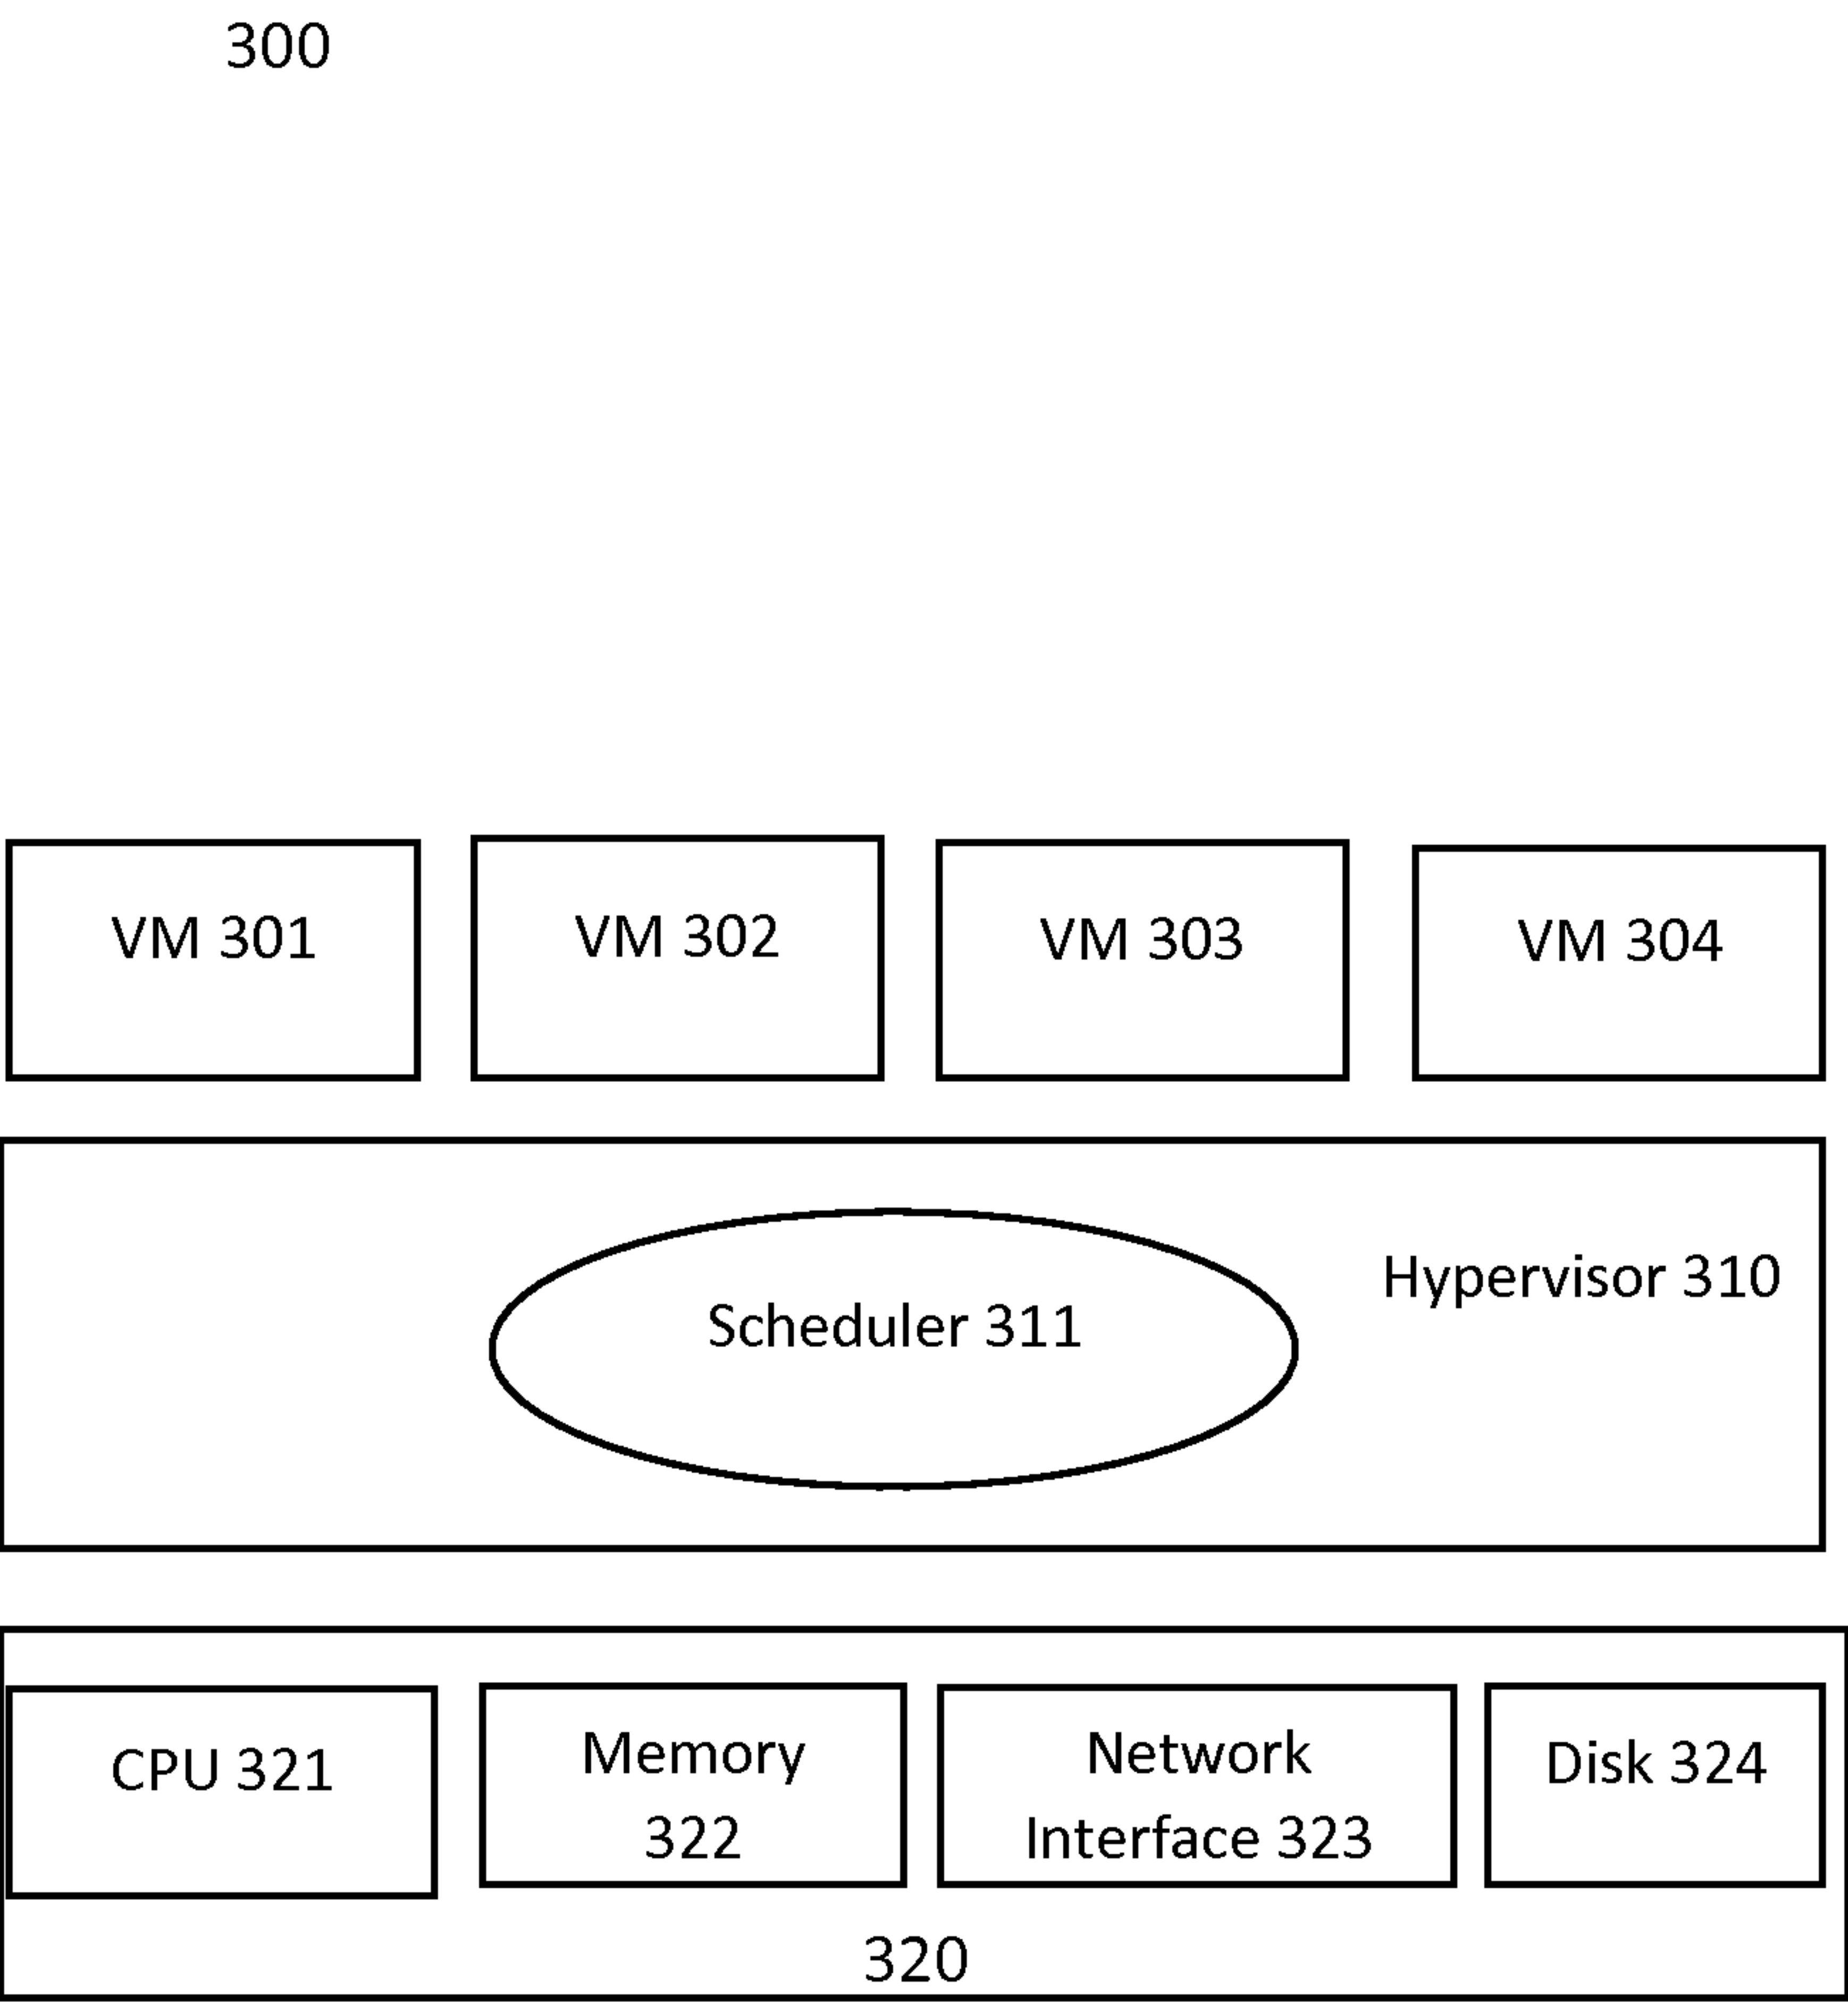 300
VM 301
VM 302
VM 303
VM 304
Hypervisor 310
Scheduler 311
CPU 321
Memory
322
Network
Interface 323
Disk 324
320